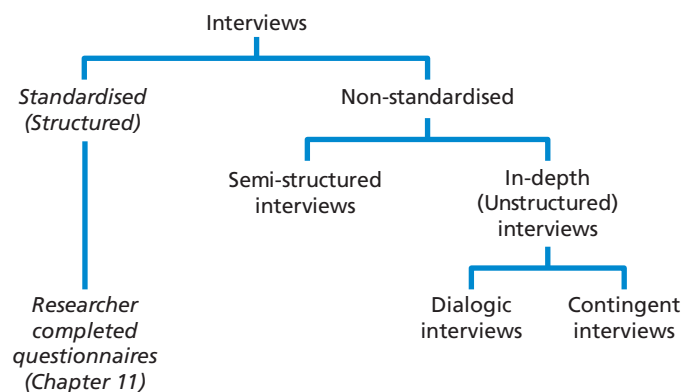 Interviews
Standardised
(Structured)
Non-standardised
Semi-structured
interviews
In-depth
(Unstructured)
interviews
Researcher
completed
questionnaires
(Chapter 11)
Dialogic
interviews
Contingent
interviews